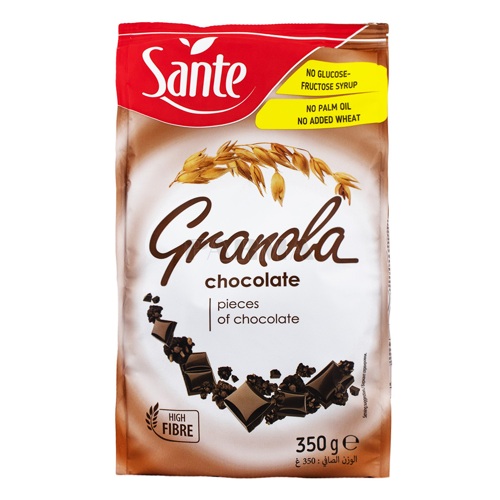 Sante
NO GLUCOSE-
FRUCTOSE SYRUP
NO PALM OIL
NO ADDED WHEAT
Granola
chocolate
pieces
of chocolate
HIGH
FIBRE
350 g ℮
الوزن الصافي : 350 غ